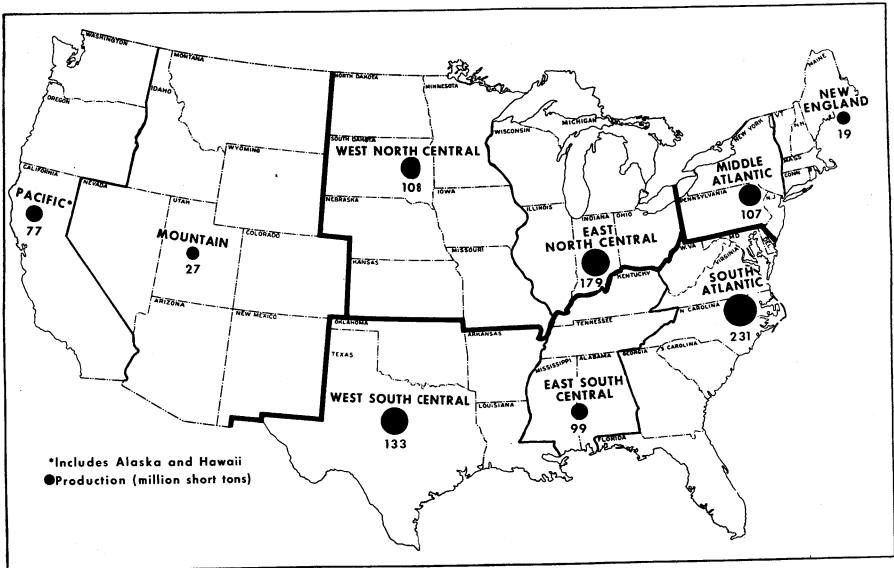 WASHINGTON
MONTANA
NORTH DAKOTA
MINNESOTA
MAINE
IDAHO
OREGON
NEW
ENGLAND
19
VT
N H
NEW YORK
WISCONSIN
MICHIGAN
SOUTH DAKOTA
WYOMING
WEST NORTH CENTRAL
108
MASS
CONN
R I
MIDDLE
ATLANTIC
107
PENNSYLVANIA
CALIFORNIA
NEVADA
PACIFIC*
77
UTAH
NEBRASKA
IOWA
ILLINOIS
INDIANA
OHIO
EAST
NORTH CENTRAL
179
MOUNTAIN
27
COLORADO
KANSAS
MISSOURI
W.VA
MD
VIRGINIA
KENTUCKY
SOUTH
ATLANTIC
231
ARIZONA
NEW MEXICO
OKLAHOMA
ARKANSAS
TENNESSEE
N CAROLINA
S CAROLINA
TEXAS
MISSISSIPPI
ALABAMA
GEORGIA
WEST SOUTH CENTRAL
133
LOUISIANA
EAST SOUTH
CENTRAL
99
FLORIDA
*Includes Alaska and Hawaii
Production (million short tons)